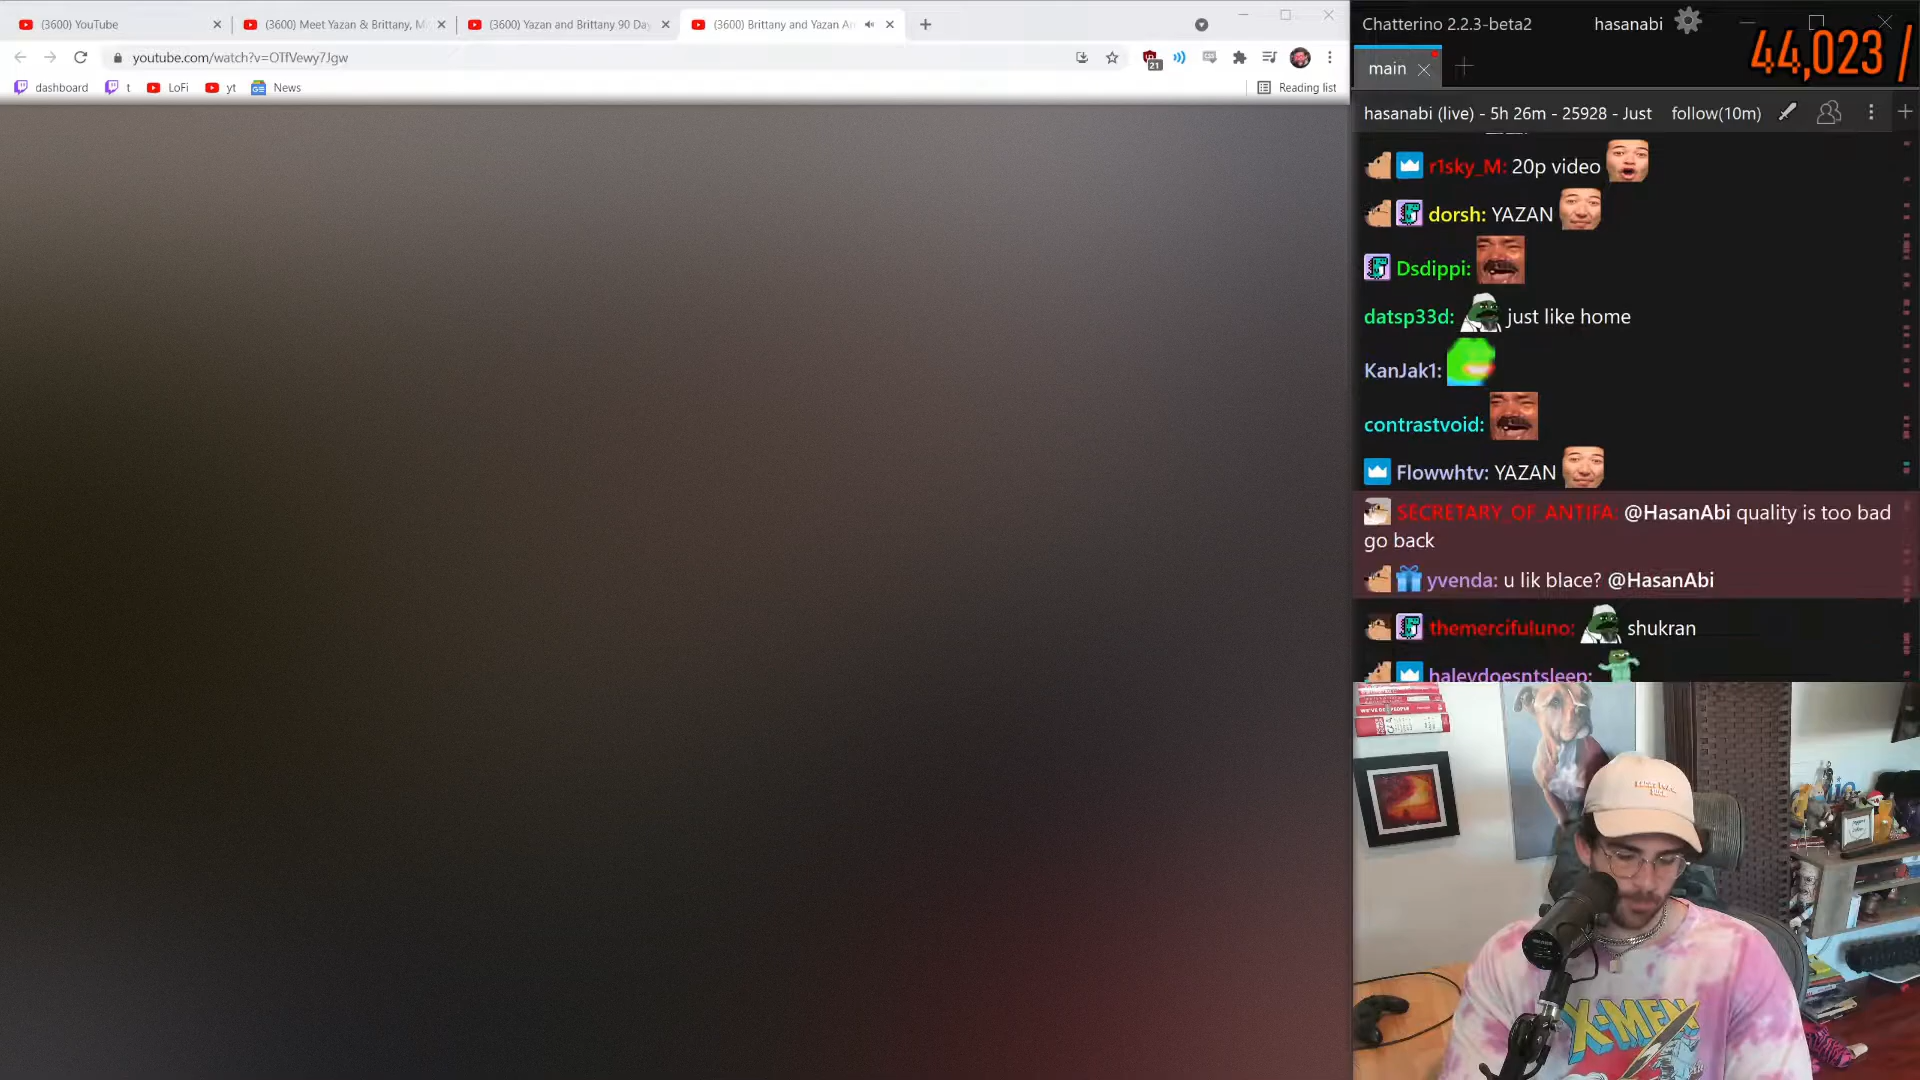 (3600) YouTube
(3600) Meet Yazan & Brittany, M
(3600) Yazan and Brittany 90 Day
(3600) Brittany and Yazan Ar
youtube.com/watch?v=OTfVewy7Jgw
21
dashboard
t
LoFi
yt
News
Reading list
Chatterino 2.2.3-beta2
hasanabi
44,023 /
main
hasanabi (live) - 5h 26m - 25928 - Just
follow(10m)
r1sky_M: 20p video
dorsh: YAZAN
Dsdippi:
datsp33d: just like home
KanJak1:
contrastvoid:
Flowwhtv: YAZAN
SECRETARY_OF_ANTIFA: @HasanAbi quality is too bad
go back
yvenda: u lik blace? @HasanAbi
themercifuluno: shukran
haleydoesntsleep:
X-MEN